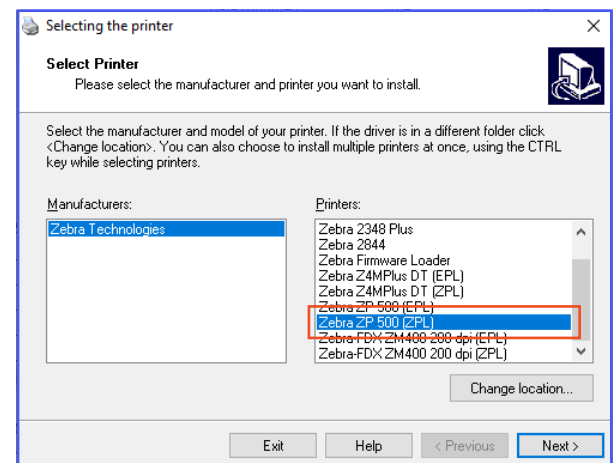 Selecting the printer
Select Printer
Please select the manufacturer and printer you want to install.
Select the manufacturer and model of your printer. If the driver is in a different folder click
<Change location>. You can also choose to install multiple printers at once, using the CTRL
key while selecting printers.
Manufacturers:
Zebra Technologies
Printers:
Zebra 2348 Plus
Zebra 2844
Zebra Firmware Loader
Zebra Z4MPlus DT (EPL)
Zebra Z4MPlus DT (ZPL)
Zebra ZP 500 (EPL)
Zebra ZP 500 (ZPL)
Zebra-FDX ZM400 200 dpi (EPL)
Zebra-FDX ZM400 200 dpi (ZPL)
Change location...
Exit
Help
< Previous
Next >